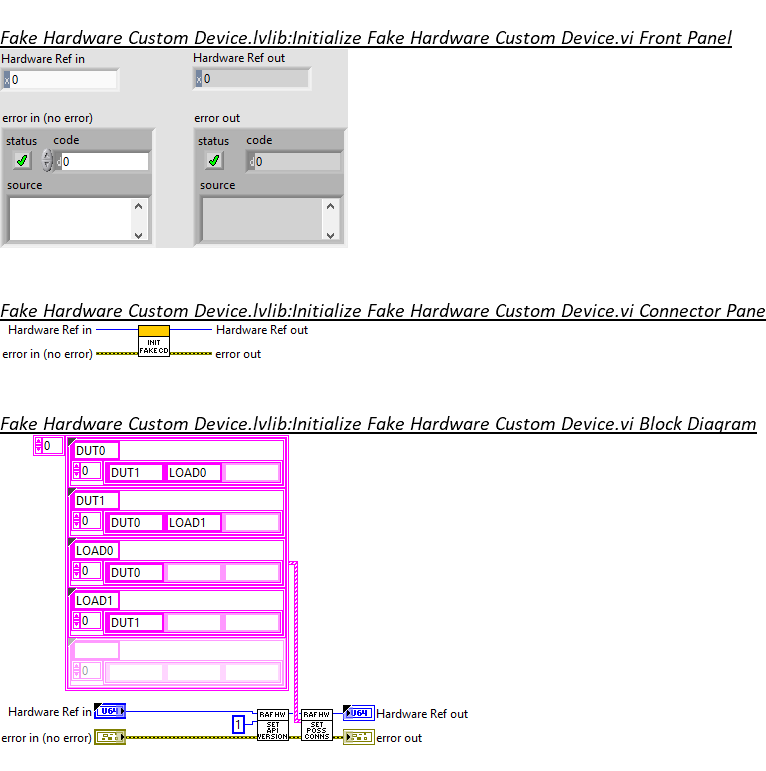 Fake Hardware Custom Device.lvlib:Initialize Fake Hardware Custom Device.vi Front Panel
Hardware Ref in Hardware Ref out
x 0 x 0
error in (no error) error out
status code status code
d 0 d 0
source source
Fake Hardware Custom Device.lvlib:Initialize Fake Hardware Custom Device.vi Connector Pane
Hardware Ref in Hardware Ref out
INIT
FAKE CD
error in (no error) error out
Fake Hardware Custom Device.lvlib:Initialize Fake Hardware Custom Device.vi Block Diagram
0
DUT0
0 DUT1 LOAD0
DUT1
0 DUT0 LOAD1
LOAD0
0 DUT0
LOAD1
0 DUT1
0
Hardware Ref in U64 RAF HW RAF HW U64 Hardware Ref out
1 SET SET
API POSS
VERSION CONNS
error in (no error) error out